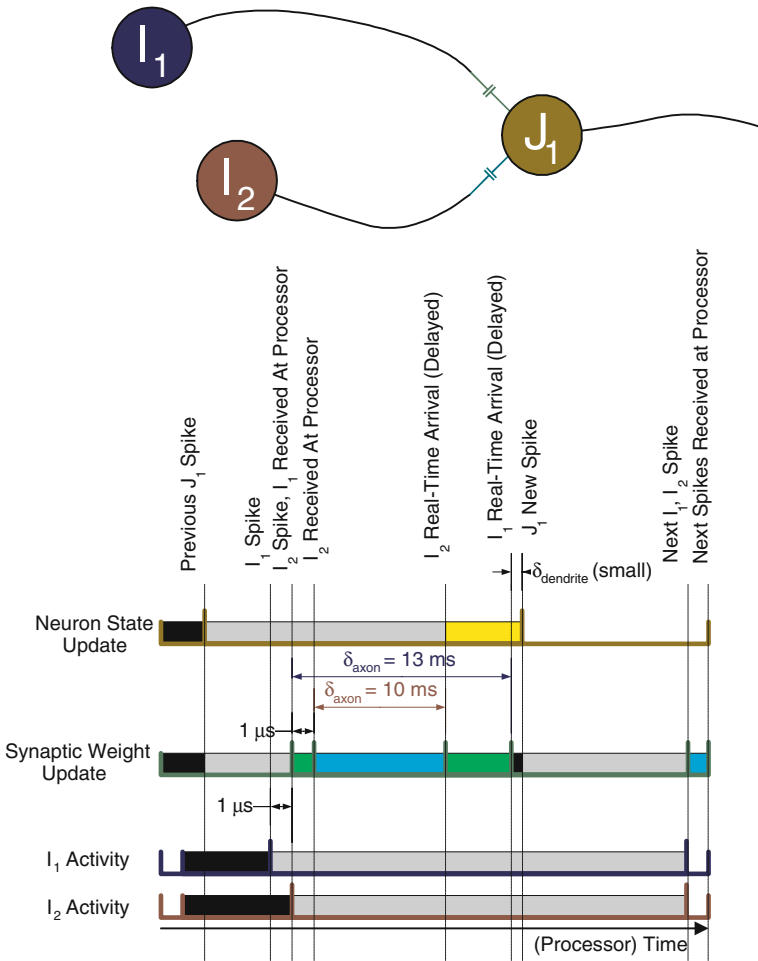 I₁
I₂
J₁
Previous J₁ Spike
I₁ Spike
I₂ Spike, I₁ Received At Processor
I₂ Received At Processor
I₂ Real-Time Arrival (Delayed)
I₁ Real-Time Arrival (Delayed)
J₁ New Spike
Next I₁, I₂ Spike
Next Spikes Received at Processor
δdendrite (small)
Neuron State
Update
δaxon = 13 ms
δaxon = 10 ms
1 μs
Synaptic Weight
Update
1 μs
I₁ Activity
I₂ Activity
(Processor) Time